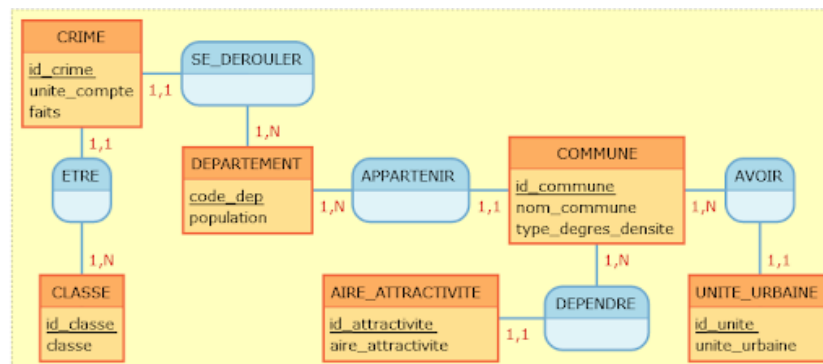 CRIME
id_crime
unite_compte
faits
1,1
SE_DEROULER
1,1
1,N
ETRE
1,N
CLASSE
id_classe
classe
DEPARTEMENT
code_dep
population
1,N
APPARTENIR
1,1
COMMUNE
id_commune
nom_commune
type_degres_densite
1,N
AVOIR
1,1
1,N
DEPENDRE
1,1
AIRE_ATTRACTIVITE
id_attractivite
aire_attractivite
UNITE_URBAINE
id_unite
unite_urbaine